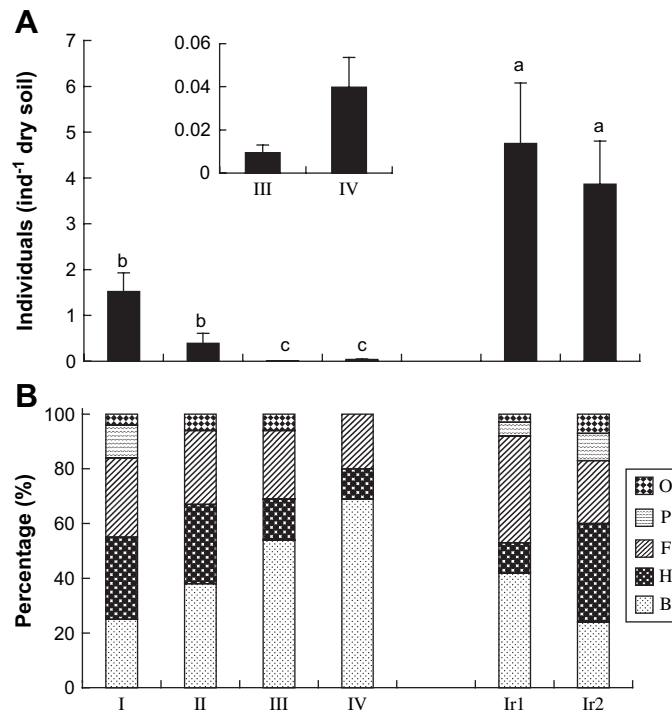 A
Individuals (ind-1 dry soil)
7
6
5
4
3
2
1
0
0.06
0.04
0.02
0
III IV
b
b
c
c
a
a
B
Percentage (%)
100
80
60
40
20
0
I II III IV Ir1 Ir2
O
P
F
H
B